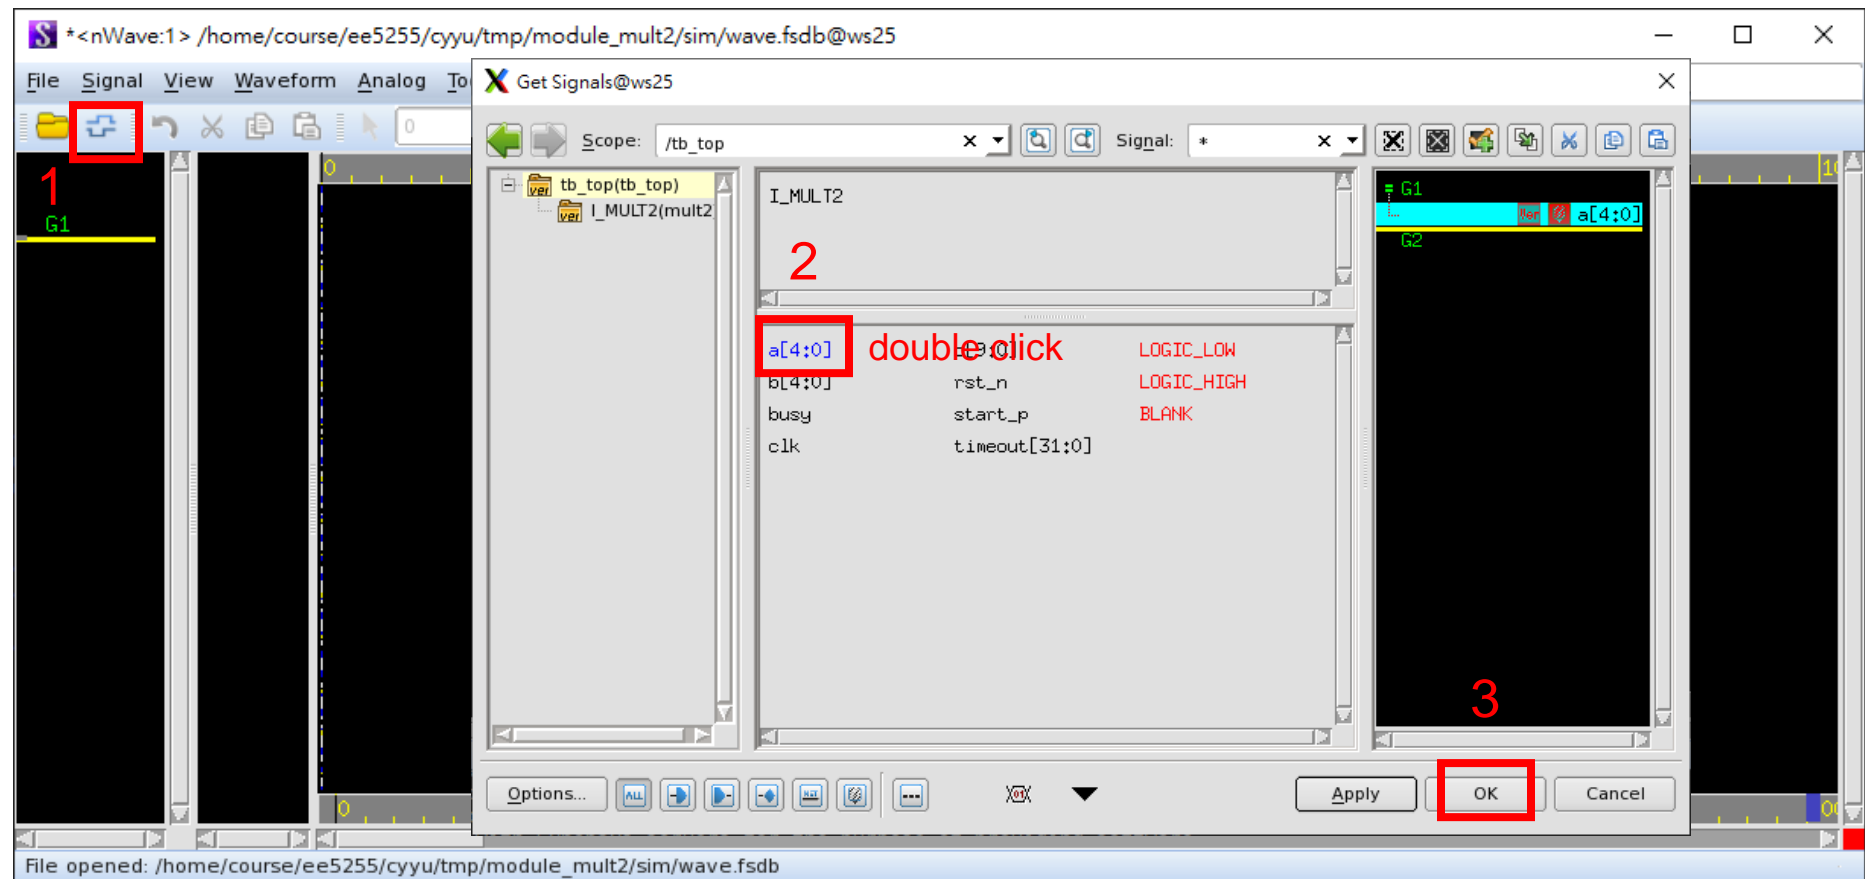 *<nWave:1> /home/course/ee5255/cyyu/tmp/module_mult2/sim/wave.fsdb@ws25
File Signal View Waveform Analog To
Get Signals@ws25
0
Scope: /tb_top
Signal: *
1
G1
0
tb_top(tb_top)
I_MULT2(mult2
I_MULT2
2
G1
a[4:0]
G2
a[4:0]
double click
LOGIC_LOW
b[4:0] rst_n LOGIC_HIGH
busy start_p BLANK
clk timeout[31:0]
3
Options... ALL
Apply
OK
Cancel
0
File opened: /home/course/ee5255/cyyu/tmp/module_mult2/sim/wave.fsdb